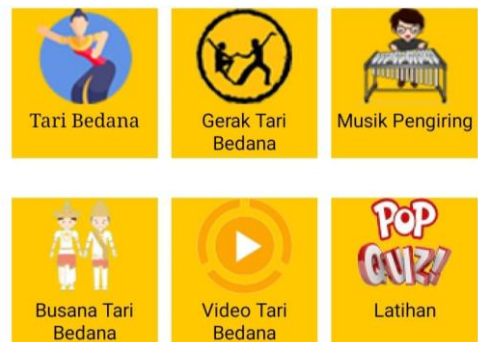 Tari Bedana
Gerak Tari
Bedana
Musik Pengiring
POP
QUIZ!
Busana Tari
Bedana
Video Tari
Bedana
Latihan